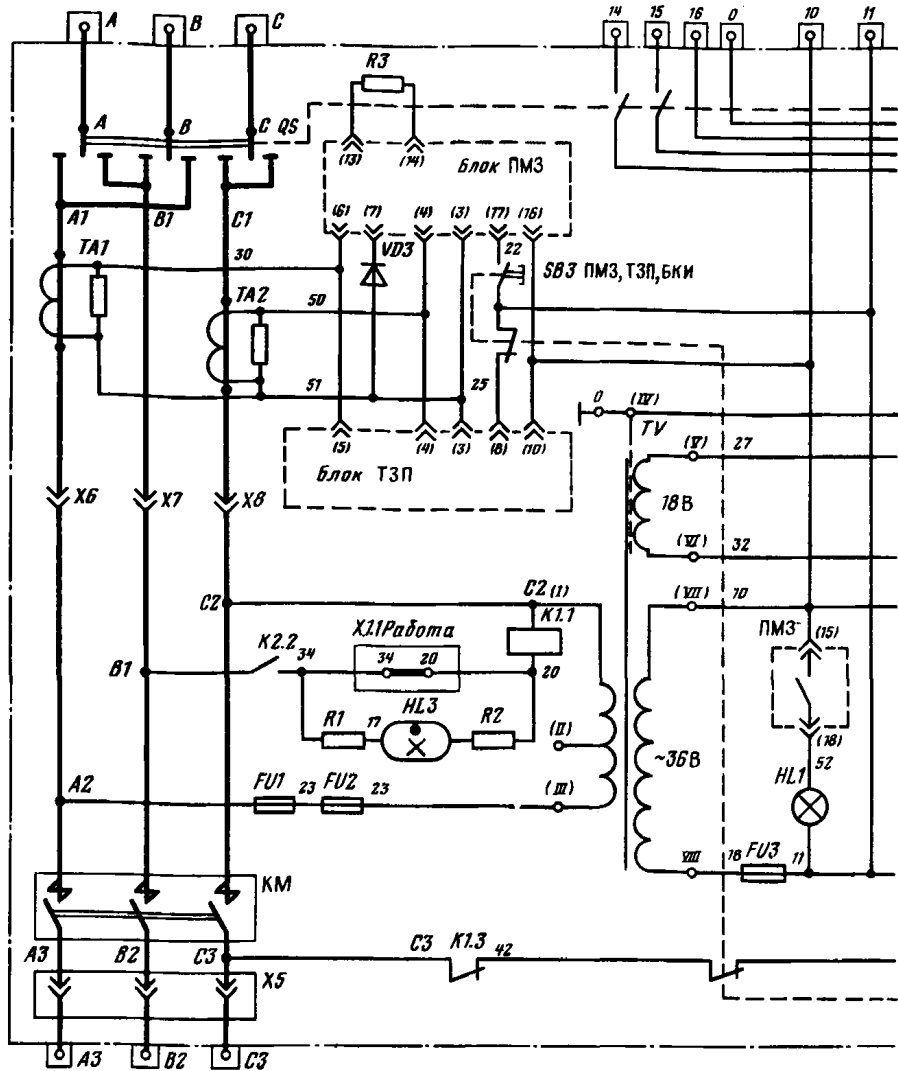 A B C 14 15 16 0 10 11
R3
A B C QS
(13) (14) Блок ПМЗ
A1 B1 C1 (6) (7) (4) (3) (17) (16)
TA1 30 VD3 22 SB3 ПМЗ, ТЗП, БКИ
TA2 50
51 25
0 (IV)
(5) (4) (3) (8) (10) TV
Блок ТЗП (V) 27
X6 X7 X8 18В
(VI) 32
C2 C2 (1) (VII) 10
K2.2 X1.1 Работа K1.1 ПМЗ (15)
B1 34 34 20 20
HL3
R1 17 R2 (II) (18)
~36В 52
A2 FU1 23 FU2 23 (III) HL1
VIII 18 FU3 11
KM
A3 B2 C3 C3 K1.3 42
X5
A3 B2 C3